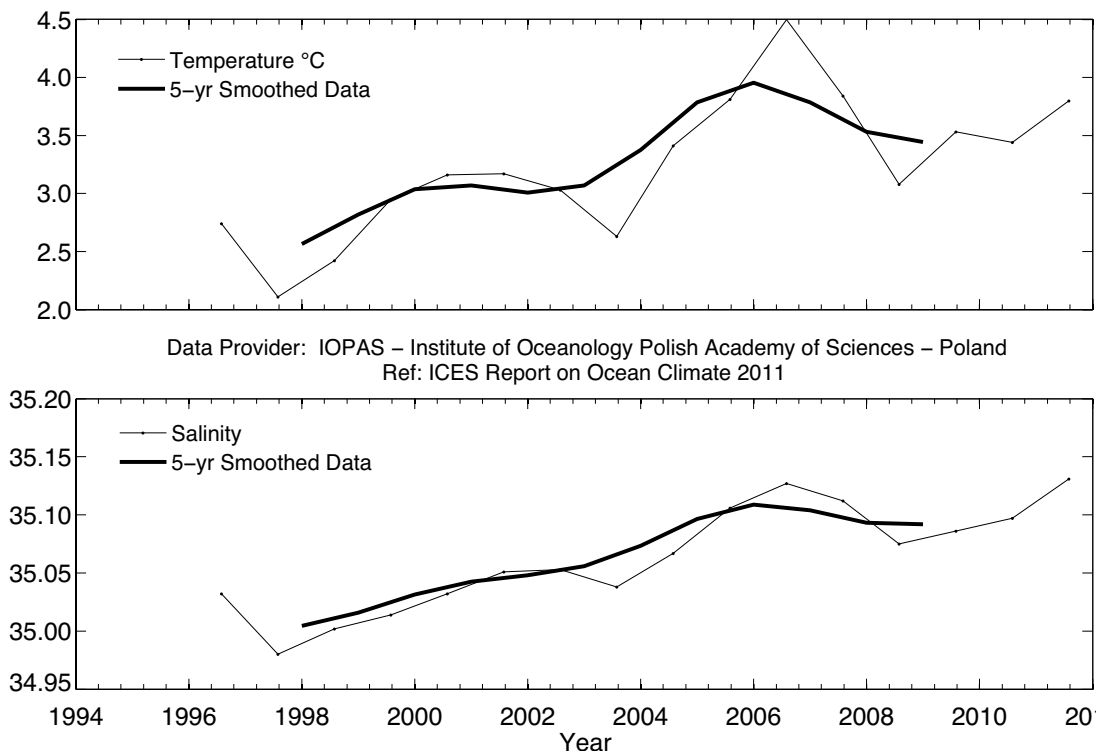 4.5
4.0
3.5
3.0
2.5
2.0
Temperature °C
5−yr Smoothed Data
Data Provider:  IOPAS − Institute of Oceanology Polish Academy of Sciences − Poland
Ref: ICES Report on Ocean Climate 2011
35.20
35.15
35.10
35.05
35.00
34.95
Salinity
5−yr Smoothed Data
1994 1996 1998 2000 2002 2004 2006 2008 2010
Year